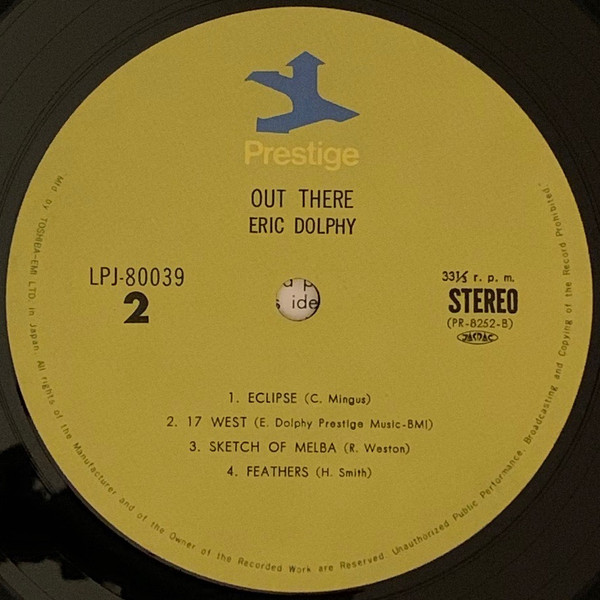 Prestige
OUT THERE
ERIC DOLPHY
LPJ-80039
2
33⅓ r. p. m.
STEREO
(PR-8252-B)
JASRAC
ide
1. ECLIPSE (C. Mingus)
2. 17 WEST (E. Dolphy Prestige Music-BMI)
3. SKETCH OF MELBA (R. Weston)
4. FEATHERS (H. Smith)
Mfd by TOSHIBA-EMI LTD. in Japan. All rights of the Manufacturer and of the Owner of the Recorded Work are Reserved. Unauthorized Public Performance, Broadcasting and Copying of the Record Prohibited.